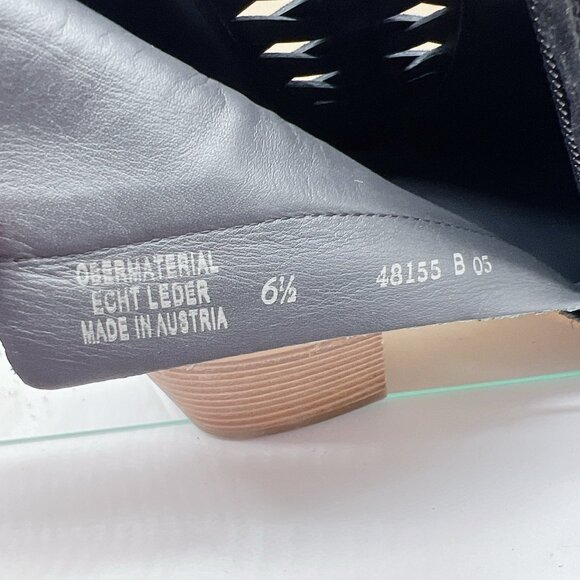 OBERMATERIAL
ECHT LEDER
MADE IN AUSTRIA
6½
48155 B 05